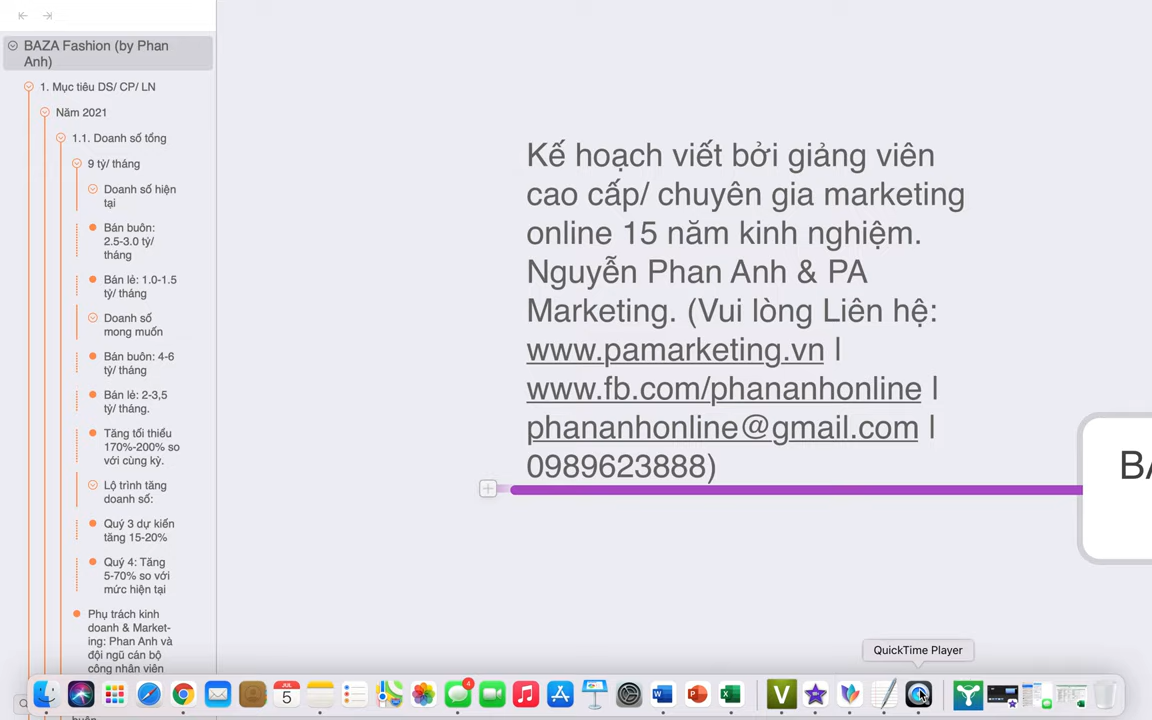 BAZA Fashion (by Phan
Anh)
1. Mục tiêu DS/ CP/ LN
Năm 2021
1.1. Doanh số tổng
9 tỷ/ tháng
Doanh số hiện
tại
Bán buôn:
2.5-3.0 tỷ/
tháng
Bán lẻ: 1.0-1.5
tỷ/ tháng
Doanh số
mong muốn
Bán buôn: 4-6
tỷ/ tháng
Bán lẻ: 2-3,5
tỷ/ tháng.
Tăng tối thiểu
170%-200% so
với cùng kỳ.
Lộ trình tăng
doanh số:
Quý 3 dự kiến
tăng 15-20%
Quý 4: Tăng
5-70% so với
mức hiện tại
Phụ trách kinh
doanh & Market-
ing: Phan Anh và
đội ngũ cán bộ
công nhân viên
Kế hoạch viết bởi giảng viên
cao cấp/ chuyên gia marketing
online 15 năm kinh nghiệm.
Nguyễn Phan Anh & PA
Marketing. (Vui lòng Liên hệ:
www.pamarketing.vn |
www.fb.com/phananhonline |
phananhonline@gmail.com |
0989623888)
BA
QuickTime Player
4
JUL
5